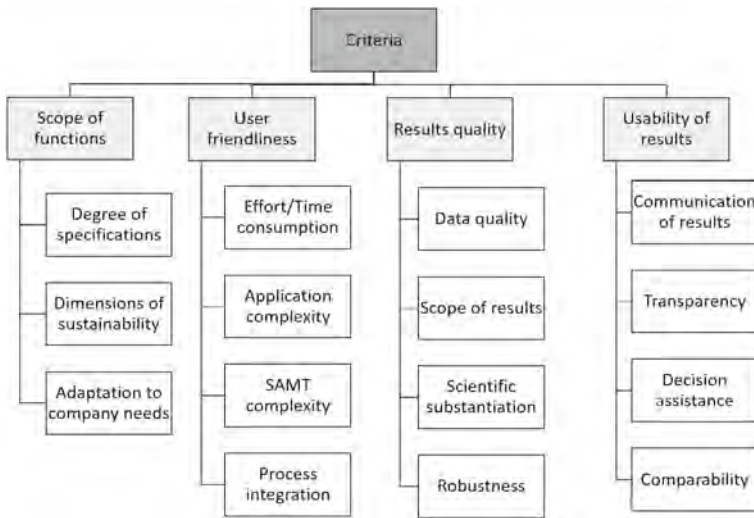 Criteria
Scope of
functions
Degree of
specifications
Dimensions of
sustainability
Adaptation to
company needs
User
friendliness
Effort/Time
consumption
Application
complexity
SAMT
complexity
Process
integration
Results quality
Data quality
Scope of results
Scientific
substantiation
Robustness
Usability of
results
Communication
of results
Transparency
Decision
assistance
Comparability